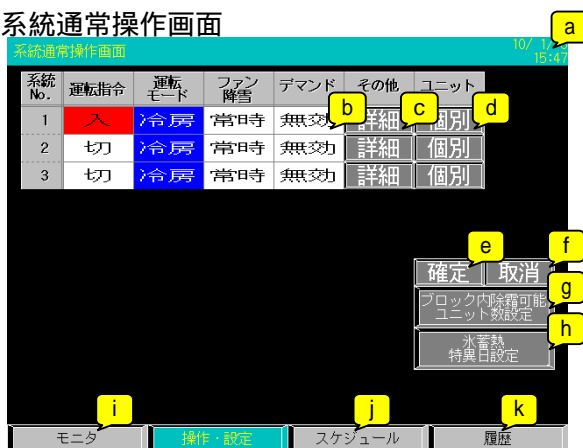 系統通常操作画面
a
系統通常操作画面
10/ 1/
15:47
系統 No. 運転指令 運転モード ファン降雪 デマンド その他 ユニット
b c d
1 入 冷房 常時 無効 詳細 個別
2 切 冷房 常時 無効 詳細 個別
3 切 冷房 常時 無効 詳細 個別
e f
確定 取消
g
ブロック内除霜可能
ユニット数設定
h
氷蓄熱
特異日設定
i j k
モニタ 操作・設定 スケジュール 履歴